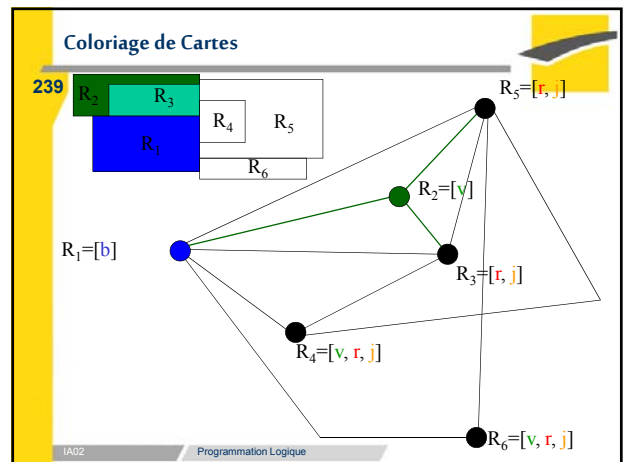 Coloriage de Cartes
239
R2
R3
R4
R5
R1
R6
R5=[r, j]
R2=[v]
R1=[b]
R3=[r, j]
R4=[v, r, j]
R6=[v, r, j]
IA02
Programmation Logique